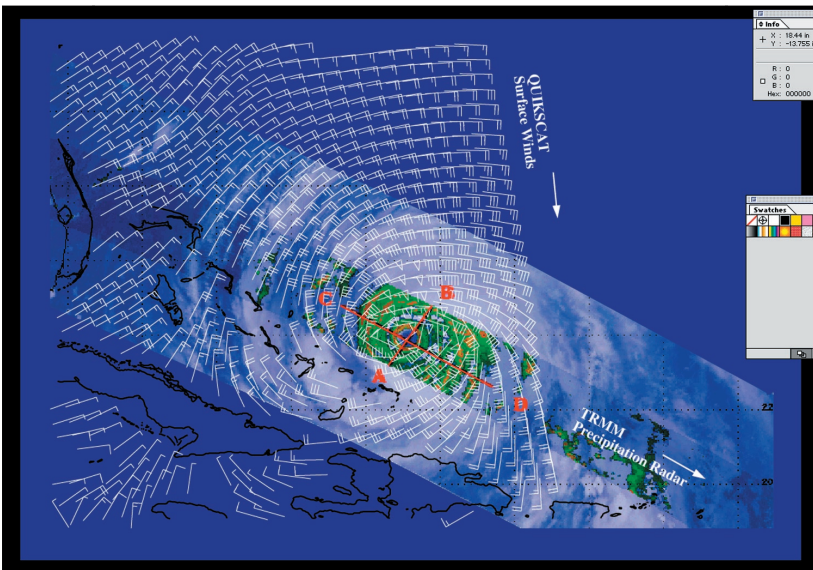 Info
X : 18.44 in
Y : -13.755 i
R : 0
G : 0
B : 0
Hex: 000000
QUIKSCAT
Surface Winds
Swatches
C
B
A
D
22
TRMM
Precipitation Radar
20